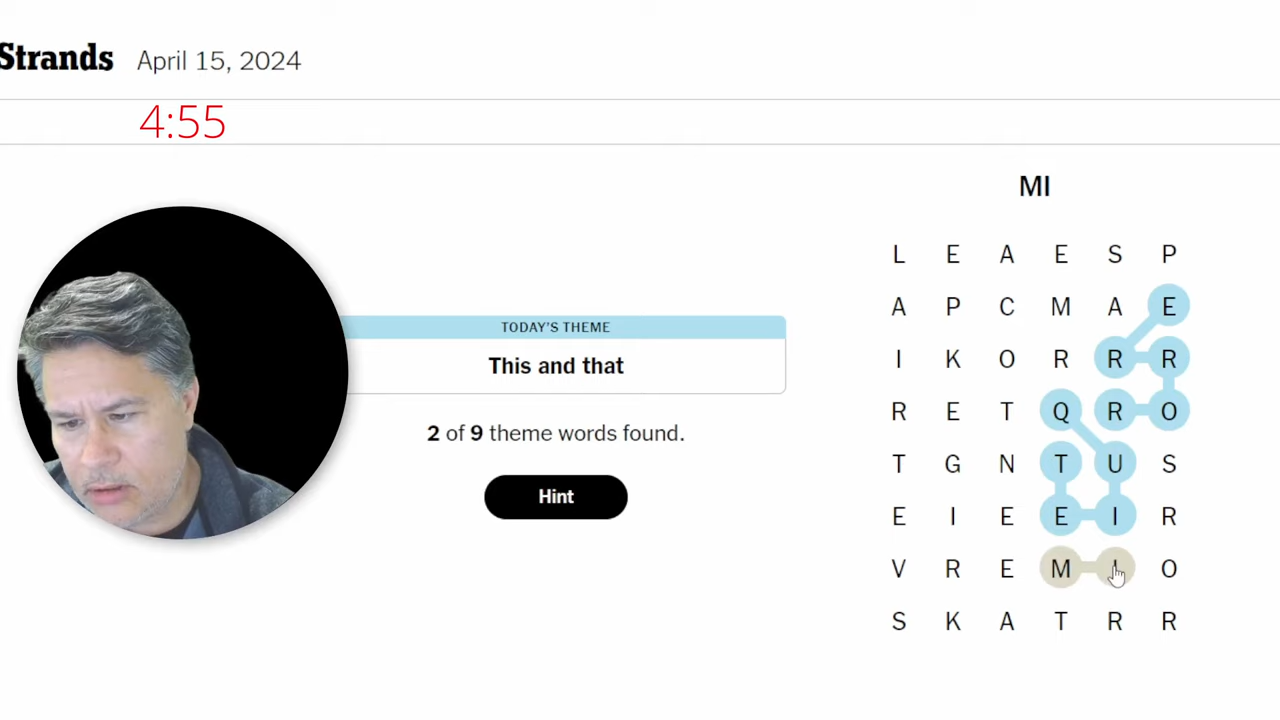 Strands April 15, 2024
4:55
MI
TODAY'S THEME
This and that
2 of 9 theme words found.
Hint
L E A E S P
A P C M A E
I K O R R R
R E T Q R O
T G N T U S
E I E E I R
V R E M I O
S K A T R R